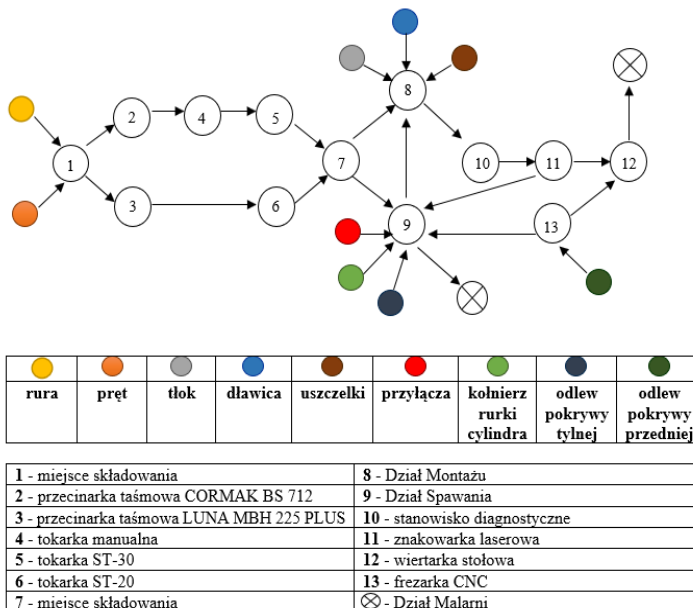 8
2
4
5
10
11
12
1
7
3
6
9
13
rura
pręt
tłok
dławica
uszczelki
przyłącza
kołnierz
rurki
cylindra
odlew
pokrywy
tylnej
odlew
pokrywy
przedniej
1 - miejsce składowania
8 - Dział Montażu
2 - przecinarka taśmowa CORMAK BS 712
9 - Dział Spawania
3 - przecinarka taśmowa LUNA MBH 225 PLUS
10 - stanowisko diagnostyczne
4 - tokarka manualna
11 - znakowarka laserowa
5 - tokarka ST-30
12 - wiertarka stołowa
6 - tokarka ST-20
13 - frezarka CNC
7 - miejsce składowania
⨂ - Dział Malarni